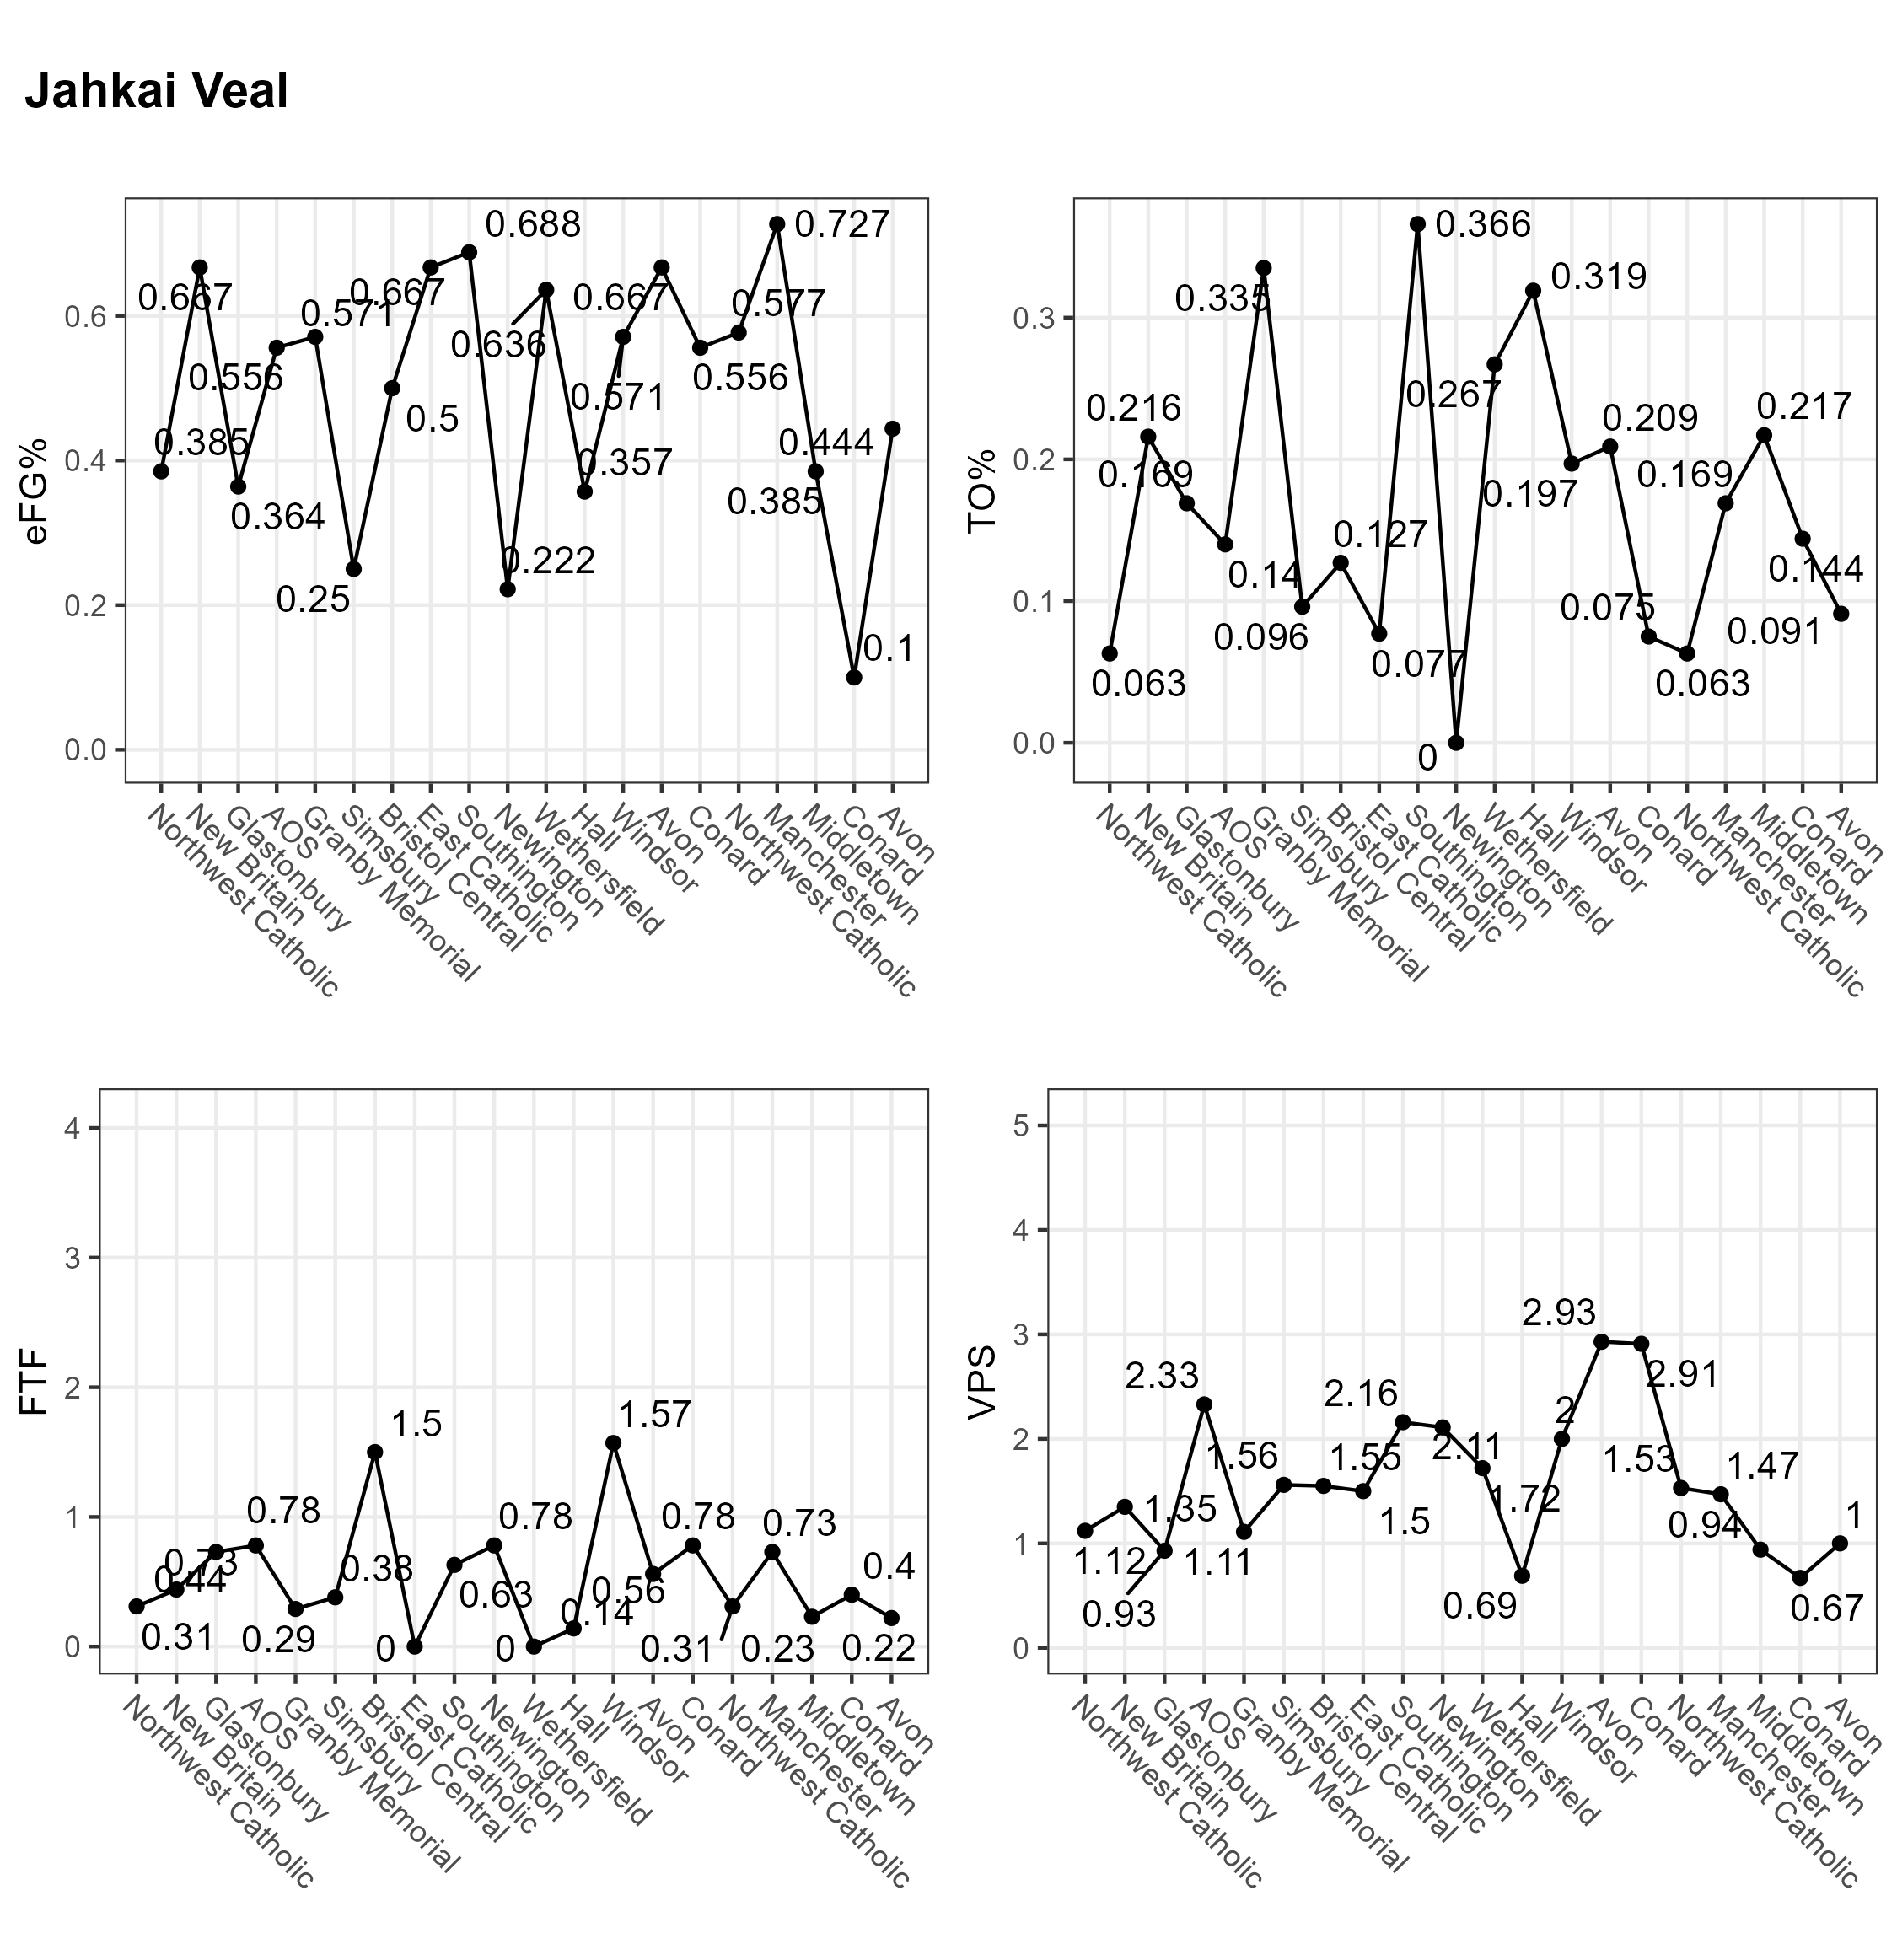 Jahkai Veal
eFG%
0.6
0.4
0.2
0.0
0.385
0.667
0.364
0.556
0.571
0.25
0.5
0.667
0.688
0.222
0.636
0.357
0.571
0.667
0.556
0.577
0.727
0.385
0.1
0.444
Northwest Catholic
New Britain
Glastonbury
AOS
Granby Memorial
Simsbury
Bristol Central
East Catholic
Southington
Newington
Wethersfield
Hall
Windsor
Avon
Conard
Northwest Catholic
Manchester
Middletown
Conard
Avon
TO%
0.3
0.2
0.1
0.0
0.063
0.216
0.169
0.14
0.335
0.096
0.127
0.077
0.366
0
0.267
0.319
0.197
0.209
0.075
0.063
0.169
0.217
0.144
0.091
Northwest Catholic
New Britain
Glastonbury
AOS
Granby Memorial
Simsbury
Bristol Central
East Catholic
Southington
Newington
Wethersfield
Hall
Windsor
Avon
Conard
Northwest Catholic
Manchester
Middletown
Conard
Avon
FTF
4
3
2
1
0
0.31
0.44
0.73
0.78
0.29
0.38
1.5
0
0.63
0.78
0
0.14
1.57
0.56
0.78
0.31
0.73
0.23
0.4
0.22
Northwest Catholic
New Britain
Glastonbury
AOS
Granby Memorial
Simsbury
Bristol Central
East Catholic
Southington
Newington
Wethersfield
Hall
Windsor
Avon
Conard
Northwest Catholic
Manchester
Middletown
Conard
Avon
VPS
5
4
3
2
1
0
1.12
1.35
0.93
2.33
1.11
1.56
1.55
1.5
2.16
2.11
1.72
0.69
2
2.93
2.91
1.53
1.47
0.94
0.67
1
Northwest Catholic
New Britain
Glastonbury
AOS
Granby Memorial
Simsbury
Bristol Central
East Catholic
Southington
Newington
Wethersfield
Hall
Windsor
Avon
Conard
Northwest Catholic
Manchester
Middletown
Conard
Avon